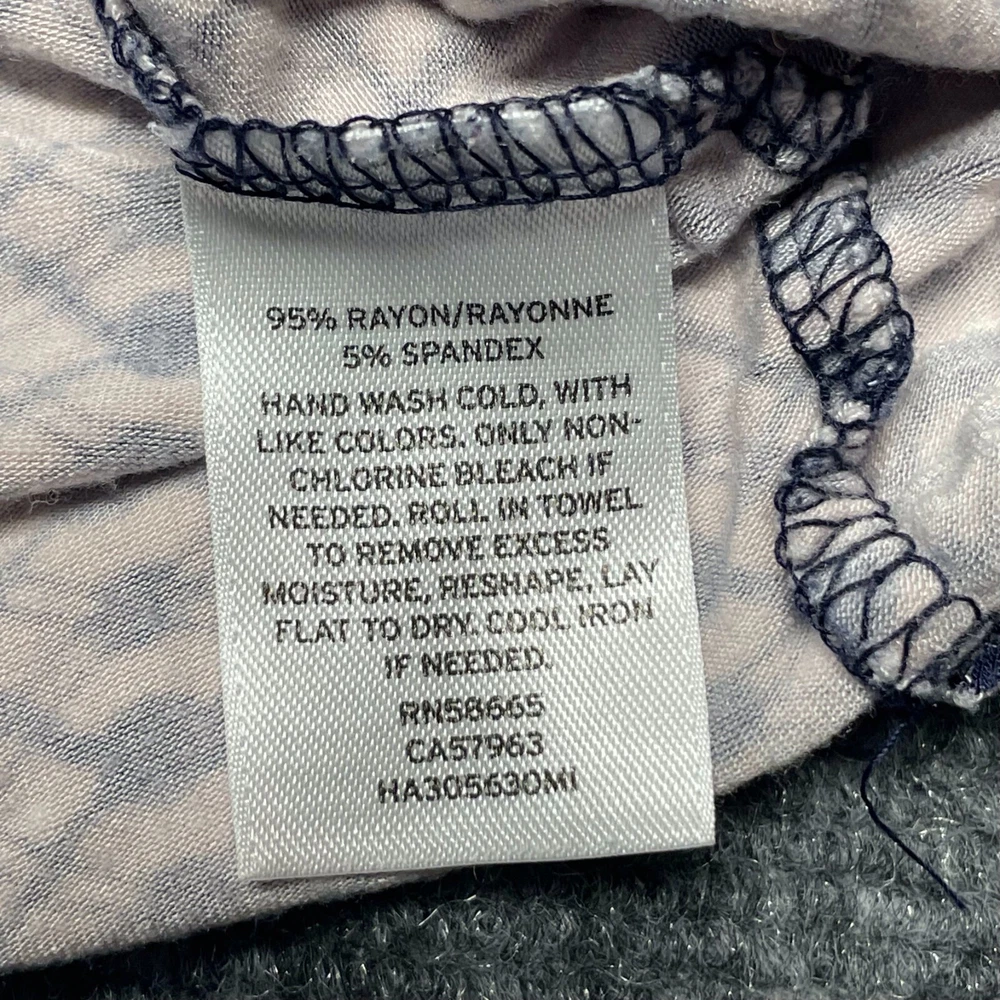 95% RAYON/RAYONNE
5% SPANDEX
HAND WASH COLD, WITH
LIKE COLORS. ONLY NON-
CHLORINE BLEACH IF
NEEDED. ROLL IN TOWEL
TO REMOVE EXCESS
MOISTURE, RESHAPE, LAY
FLAT TO DRY. COOL IRON
IF NEEDED.
RN58665
CA57963
HA305630MI